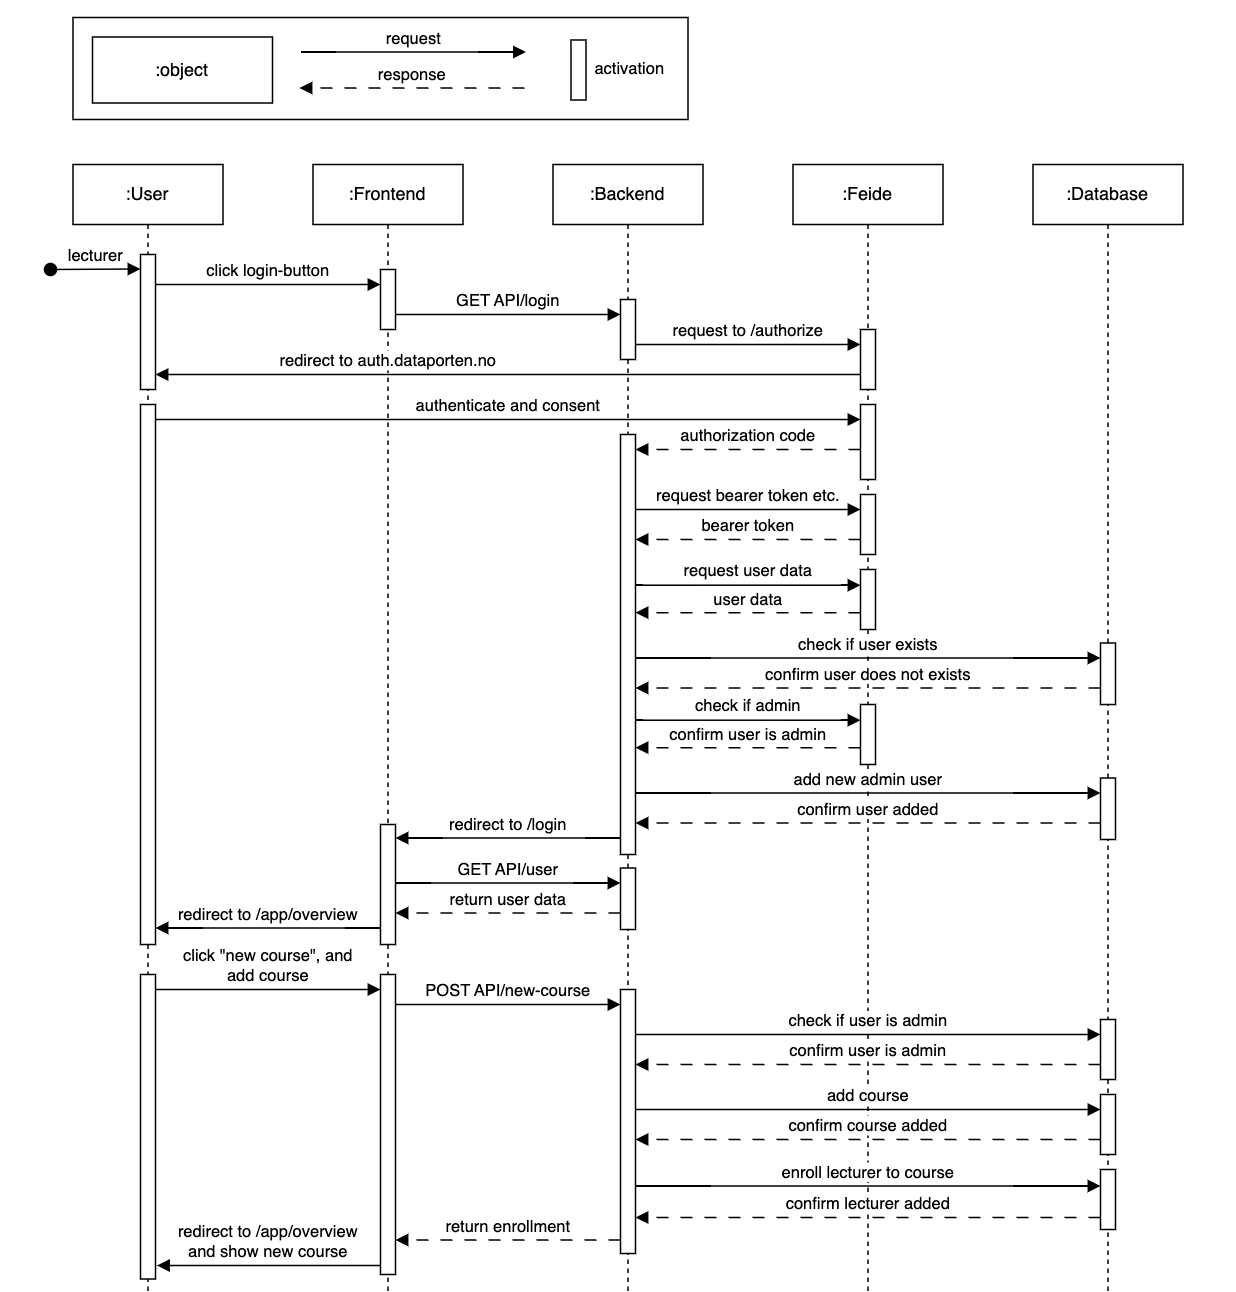 :object
request
response
activation
:User
:Frontend
:Backend
:Feide
:Database
lecturer
click login-button
GET API/login
request to /authorize
redirect to auth.dataporten.no
authenticate and consent
authorization code
request bearer token etc.
bearer token
request user data
user data
check if user exists
confirm user does not exists
check if admin
confirm user is admin
add new admin user
confirm user added
redirect to /login
GET API/user
return user data
redirect to /app/overview
click "new course", and
add course
POST API/new-course
check if user is admin
confirm user is admin
add course
confirm course added
enroll lecturer to course
confirm lecturer added
return enrollment
redirect to /app/overview
and show new course